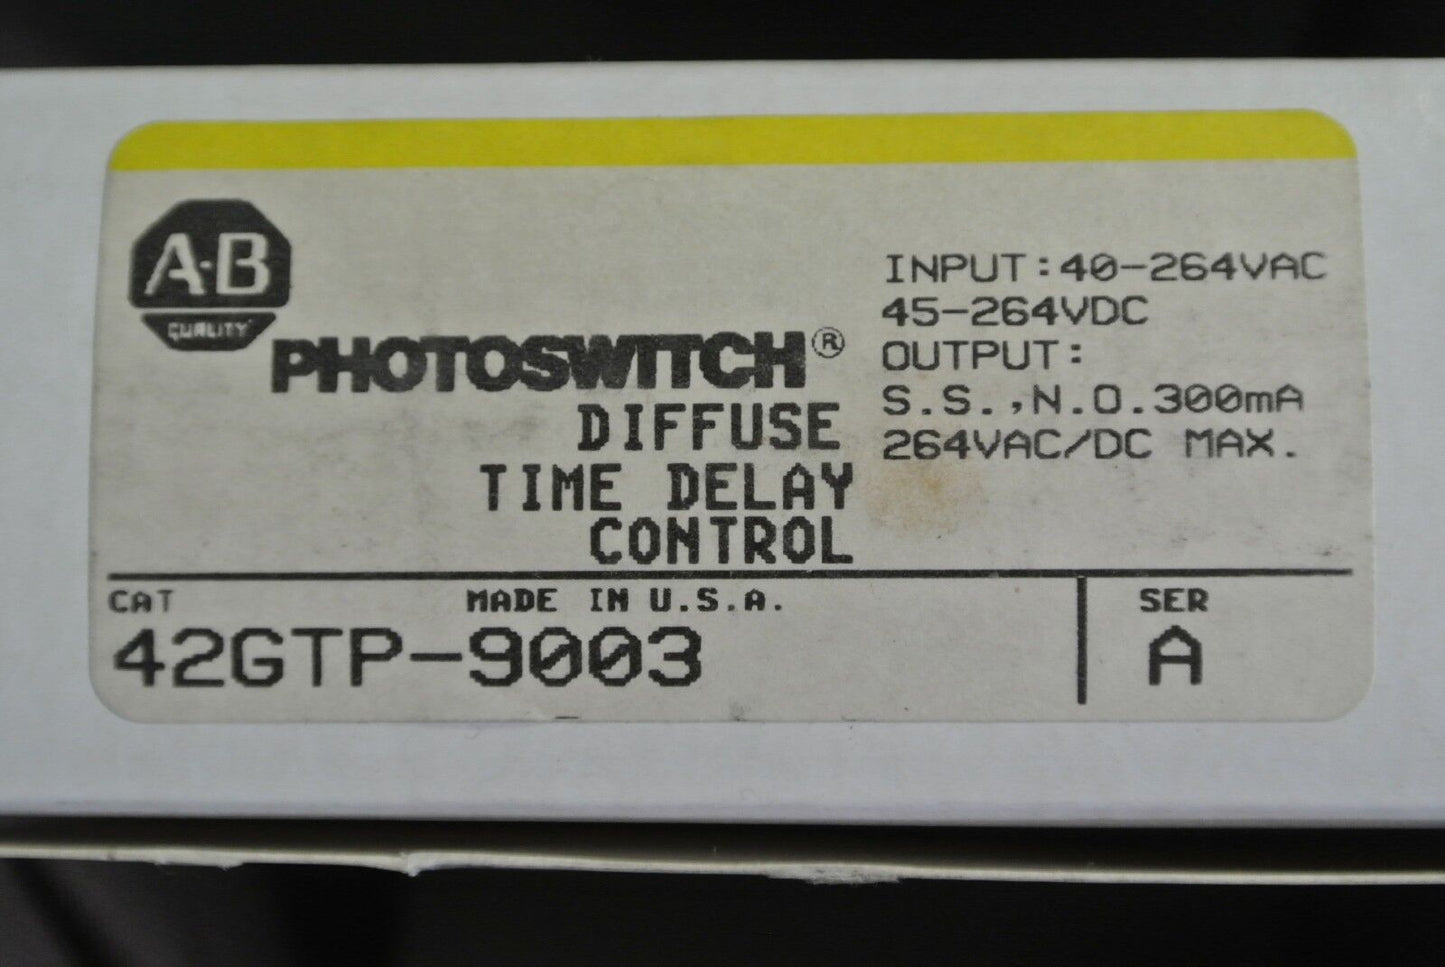 A-B
QUALITY
PHOTOSWITCH®
DIFFUSE
TIME DELAY
CONTROL
INPUT:40-264VAC
45-264VDC
OUTPUT:
S.S.,N.O.300mA
264VAC/DC MAX.
CAT
MADE IN U.S.A.
42GTP-9003
SER
A